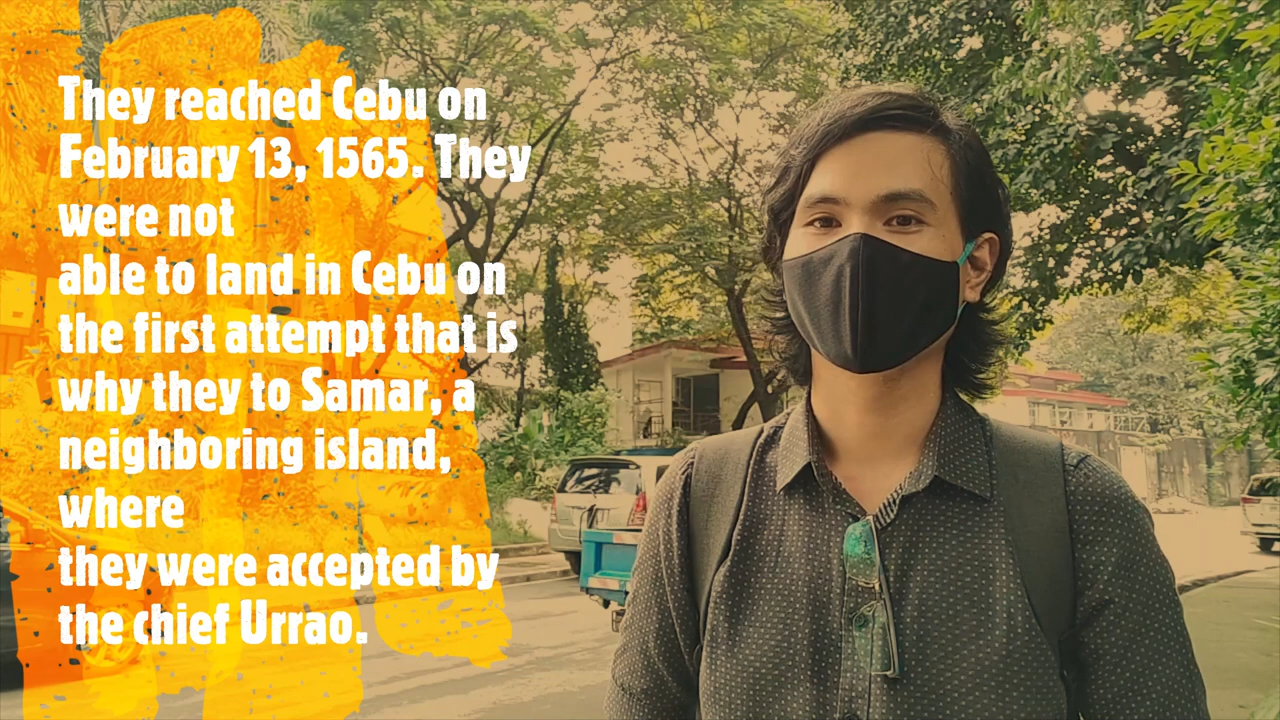 They reached Cebu on
February 13, 1565. They
were not
able to land in Cebu on
the first attempt that is
why they to Samar, a
neighboring island,
where
they were accepted by
the chief Urrao.